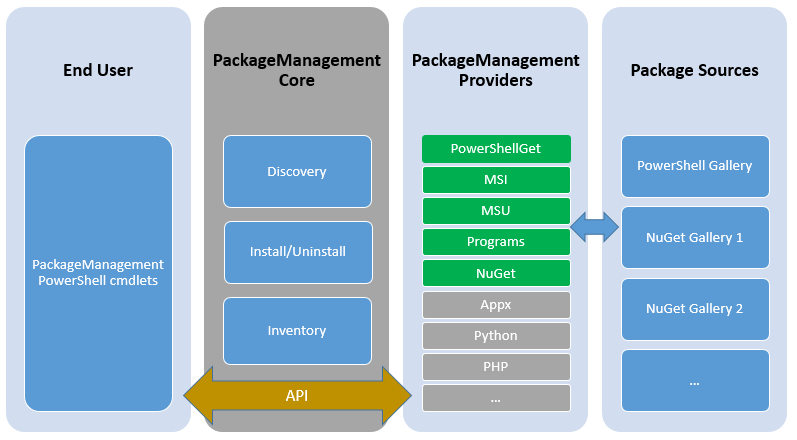 End User
PackageManagement
PowerShell cmdlets
PackageManagement
Core
Discovery
Install/Uninstall
Inventory
API
PackageManagement
Providers
PowerShellGet
MSI
MSU
Programs
NuGet
Appx
Python
PHP
...
Package Sources
PowerShell Gallery
NuGet Gallery 1
NuGet Gallery 2
...